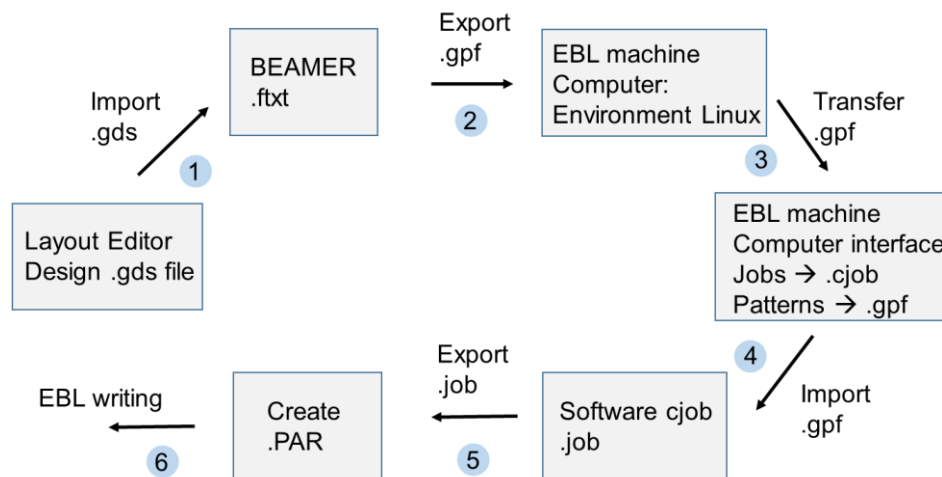 Layout Editor
Design .gds file
Import
.gds
1
BEAMER
.ftxt
Export
.gpf
2
EBL machine
Computer:
Environment Linux
Transfer
.gpf
3
EBL machine
Computer interface
Jobs → .cjob
Patterns → .gpf
4
Import
.gpf
Software cjob
.job
Export
.job
5
Create
.PAR
EBL writing
6